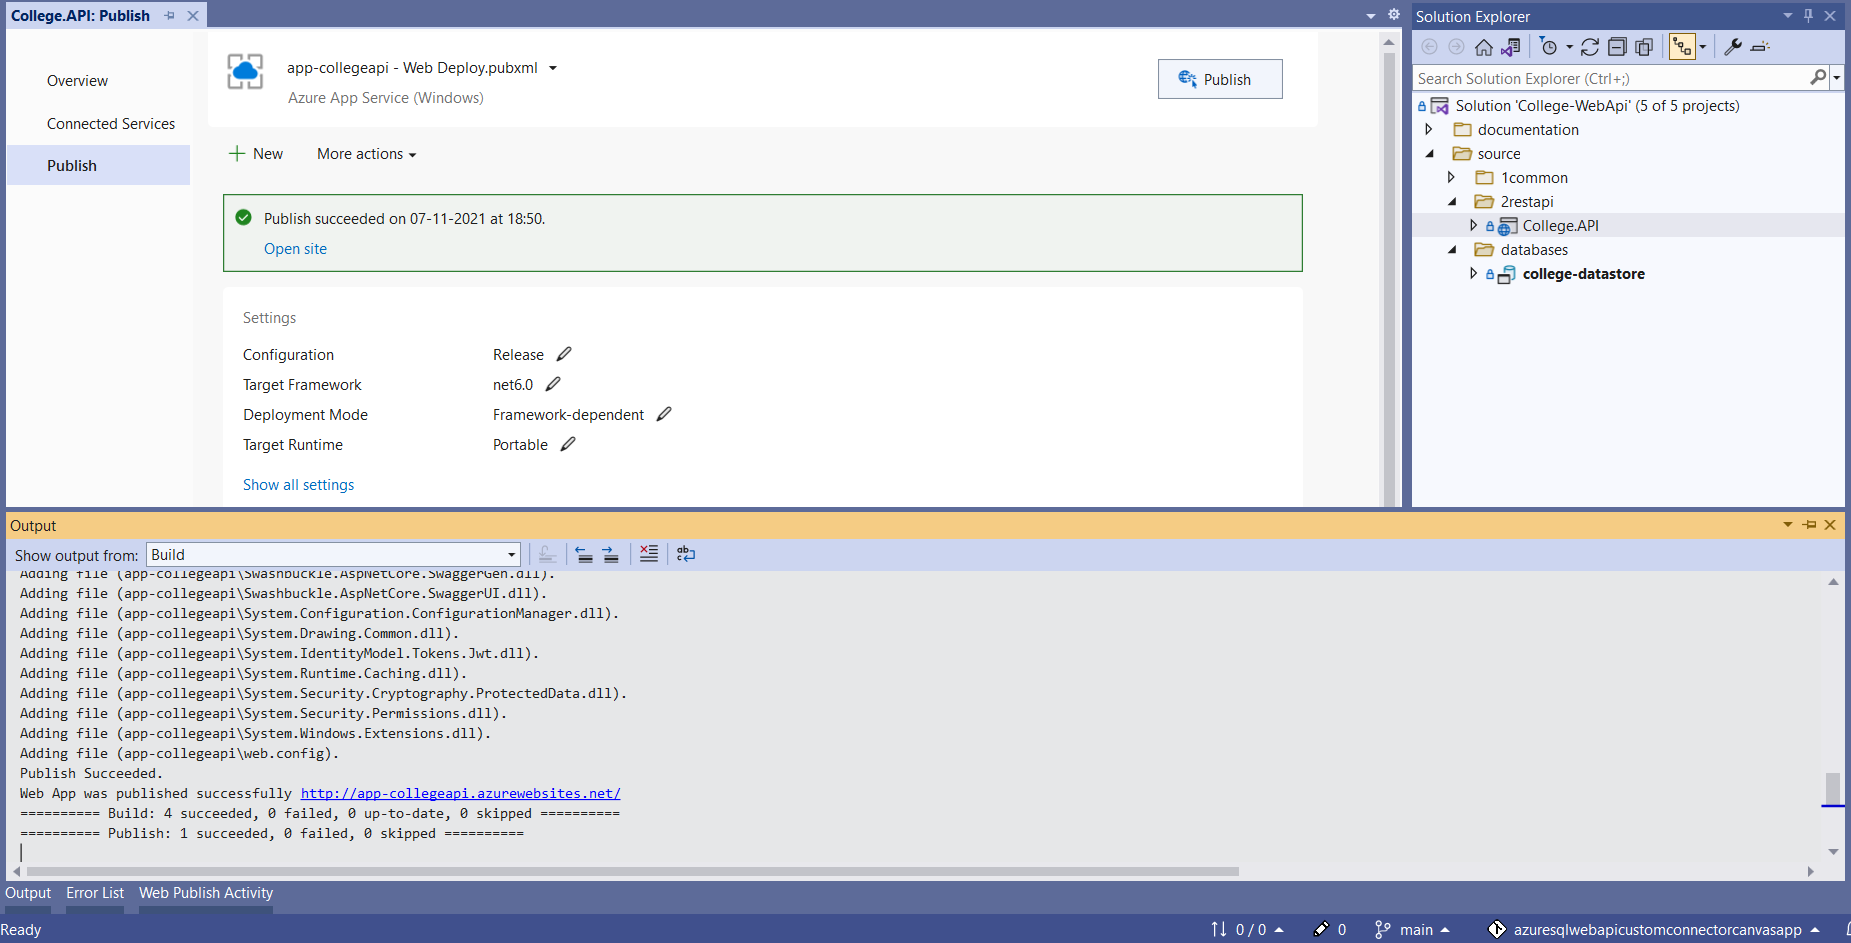 College.API: Publish
Overview
Connected Services
Publish
app-collegeapi - Web Deploy.pubxml
Azure App Service (Windows)
Publish
New
More actions
Publish succeeded on 07-11-2021 at 18:50.
Open site
Settings
Configuration Release
Target Framework net6.0
Deployment Mode Framework-dependent
Target Runtime Portable
Show all settings
Solution Explorer
Search Solution Explorer (Ctrl+;)
Solution 'College-WebApi' (5 of 5 projects)
documentation
source
1common
2restapi
College.API
databases
college-datastore
Output
Show output from: Build
Adding file (app-collegeapi\Swashbuckle.AspNetCore.SwaggerGen.dll).
Adding file (app-collegeapi\Swashbuckle.AspNetCore.SwaggerUI.dll).
Adding file (app-collegeapi\System.Configuration.ConfigurationManager.dll).
Adding file (app-collegeapi\System.Drawing.Common.dll).
Adding file (app-collegeapi\System.IdentityModel.Tokens.Jwt.dll).
Adding file (app-collegeapi\System.Runtime.Caching.dll).
Adding file (app-collegeapi\System.Security.Cryptography.ProtectedData.dll).
Adding file (app-collegeapi\System.Security.Permissions.dll).
Adding file (app-collegeapi\System.Windows.Extensions.dll).
Adding file (app-collegeapi\web.config).
Publish Succeeded.
Web App was published successfully http://app-collegeapi.azurewebsites.net/
========== Build: 4 succeeded, 0 failed, 0 up-to-date, 0 skipped ==========
========== Publish: 1 succeeded, 0 failed, 0 skipped ==========
Output Error List Web Publish Activity
Ready 0 / 0 0 main azuresqlwebapicustomconnectorcanvasapp